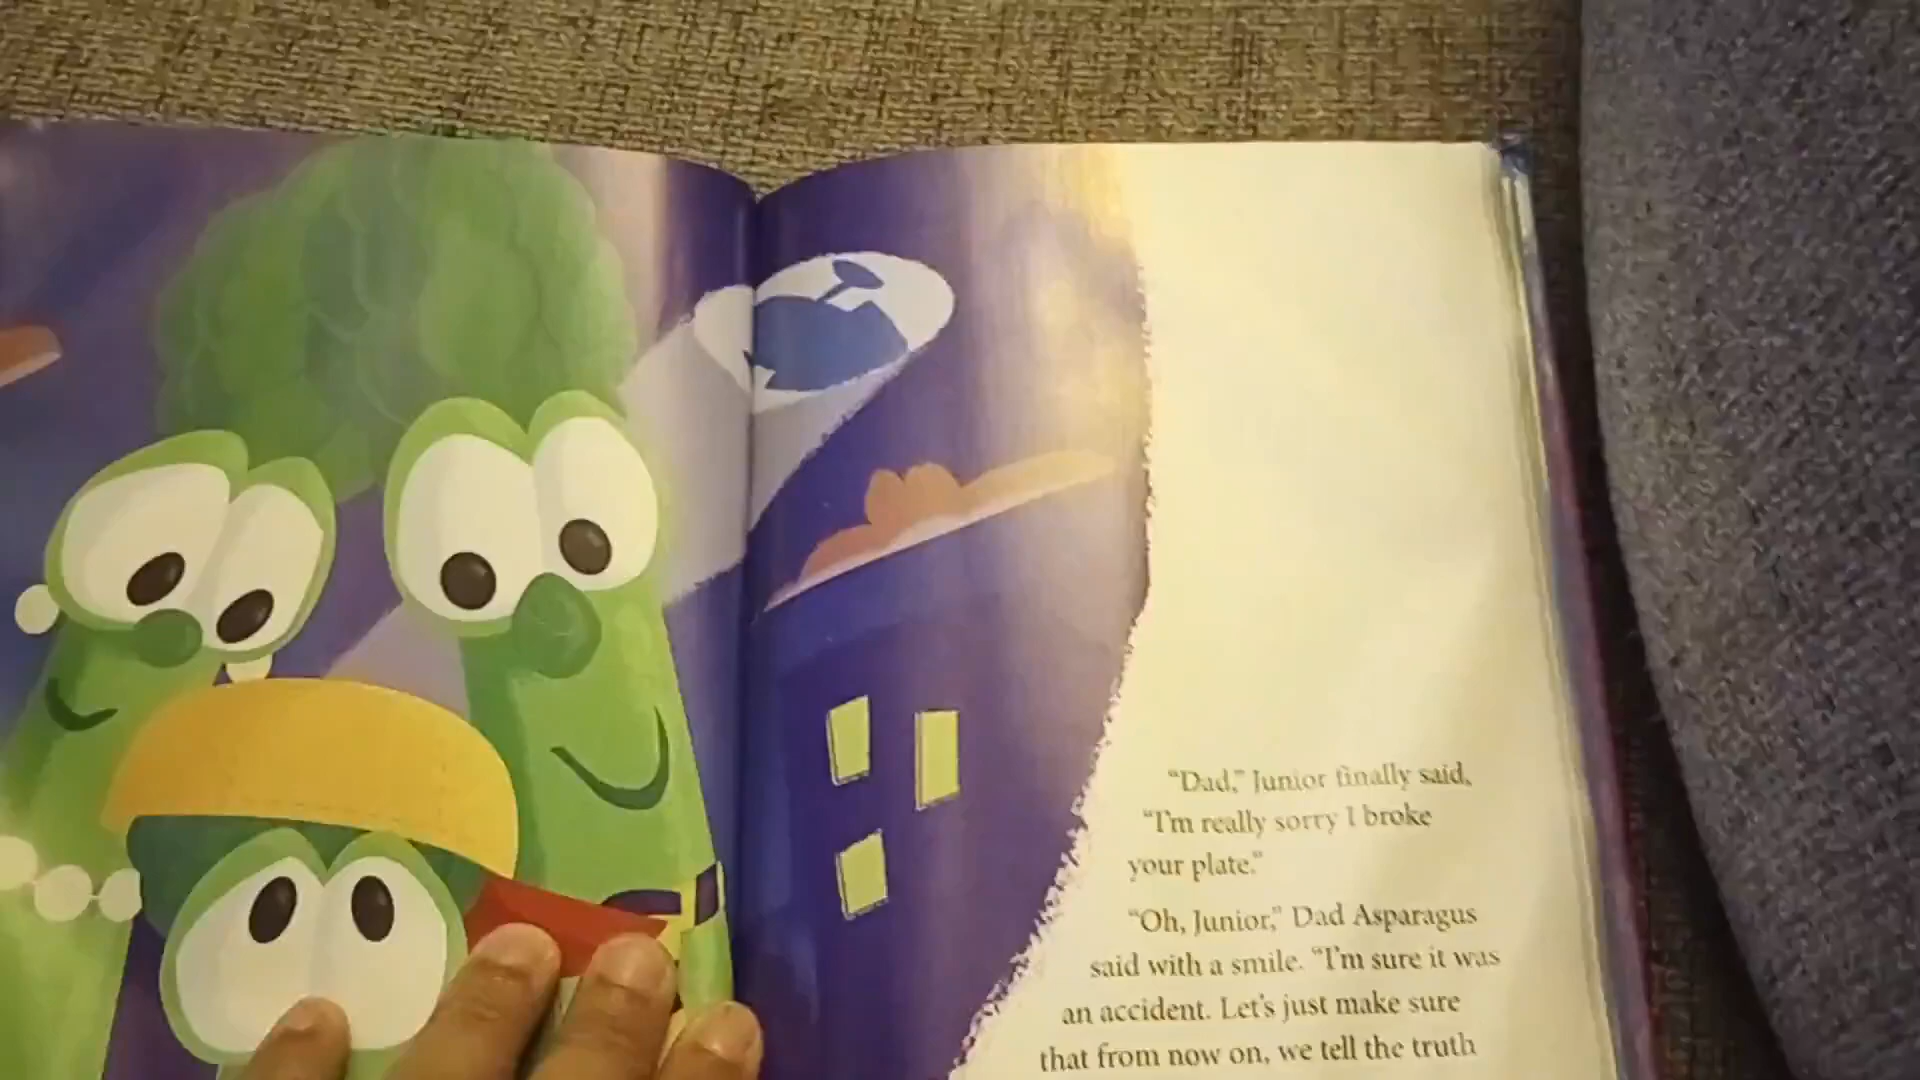 “Dad,” Junior finally said,
“I'm really sorry I broke
your plate.”
“Oh, Junior,” Dad Asparagus
said with a smile. “I'm sure it was
an accident. Let's just make sure
that from now on, we tell the truth